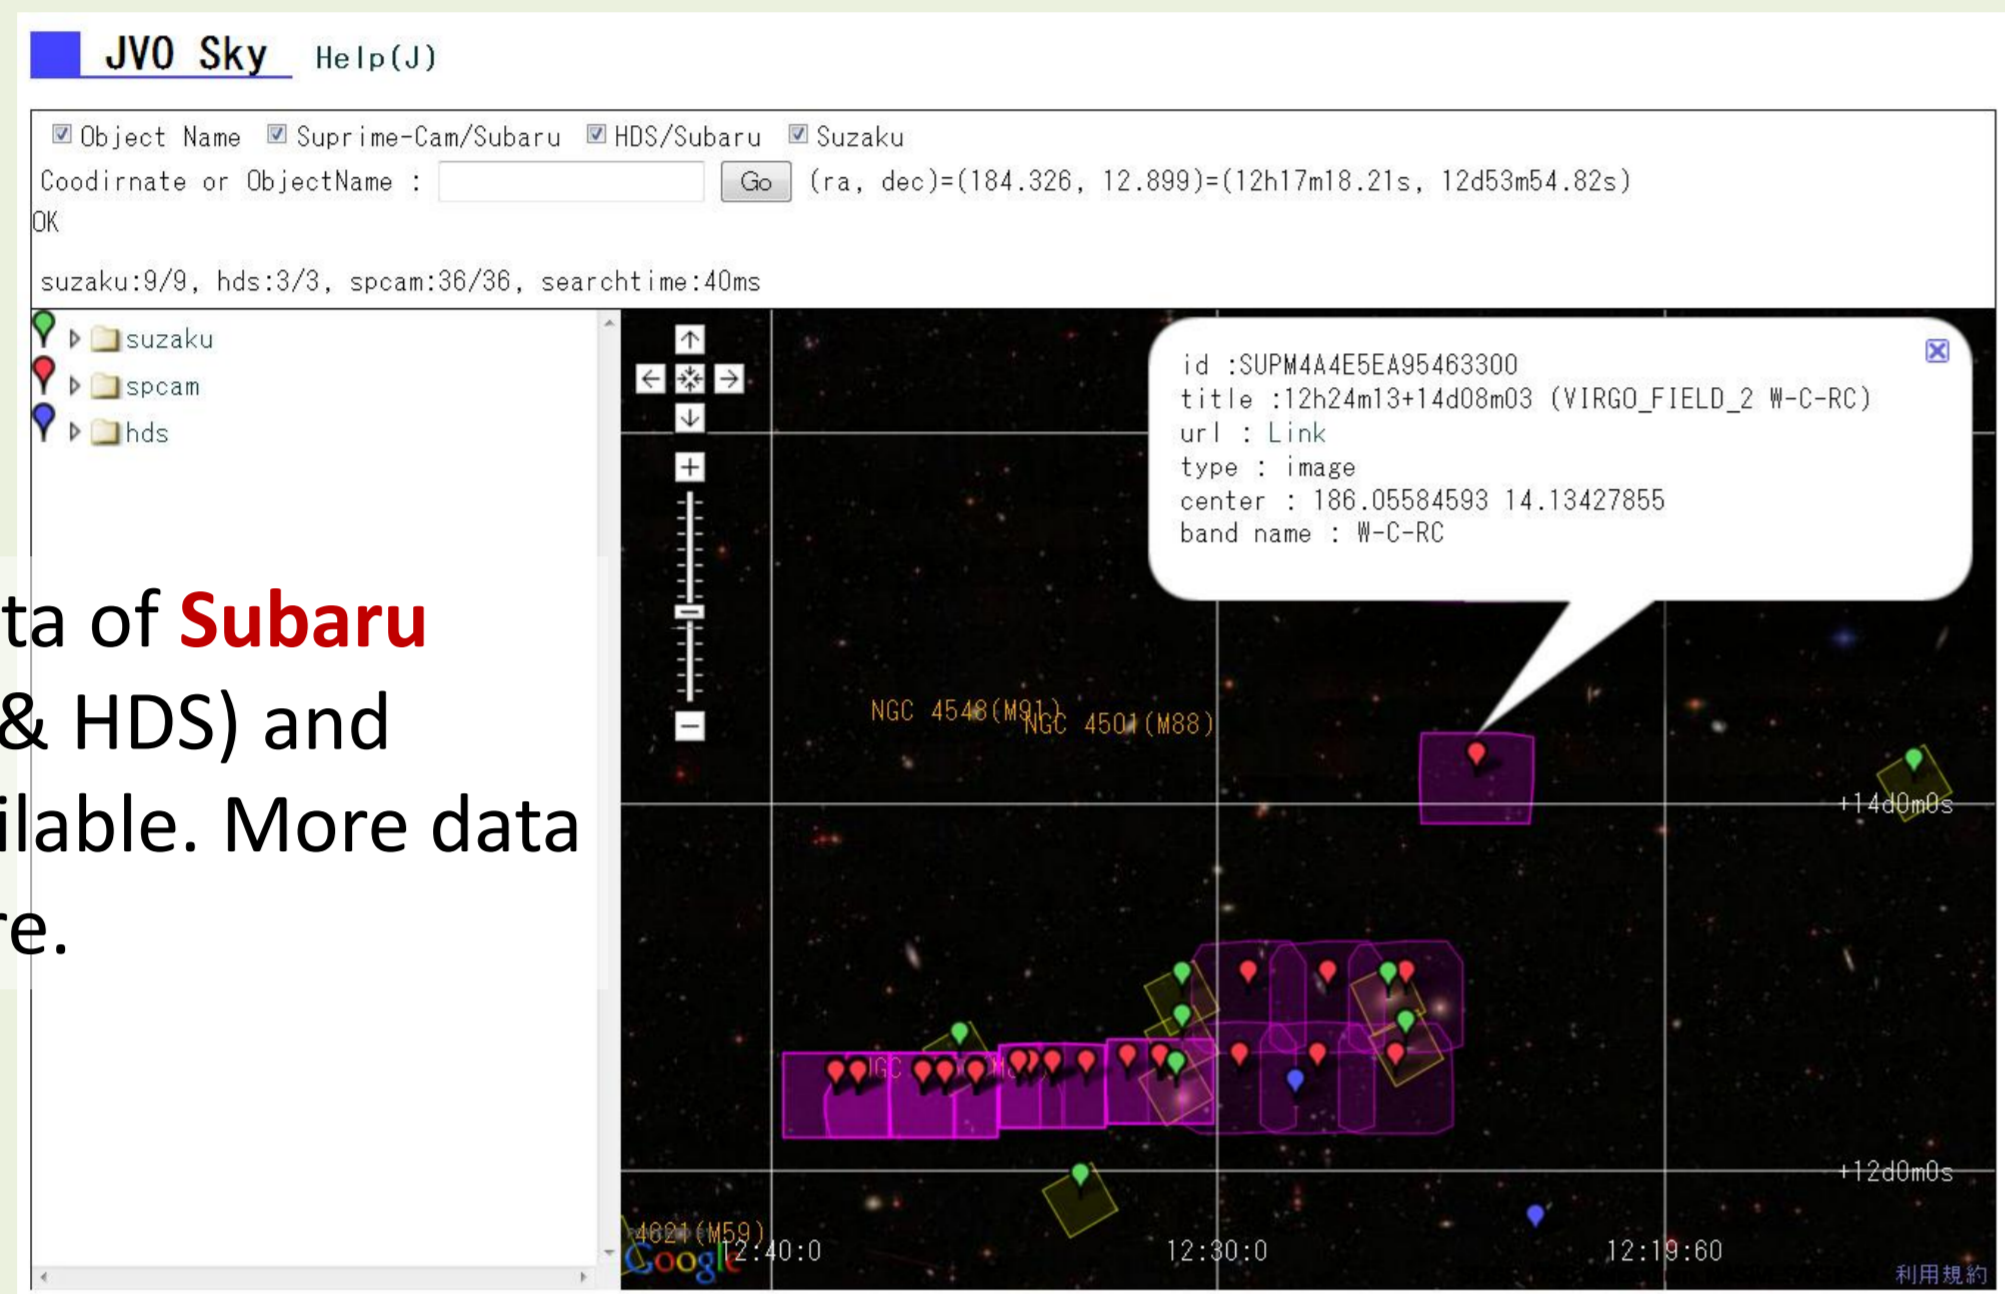 JVO Sky Help(J)
Object Name Suprime-Cam/Subaru HDS/Subaru Suzaku
Coodirnate or ObjectName : Go (ra, dec)=(184.326, 12.899)=(12h17m18.21s, 12d53m54.82s)
OK
suzaku:9/9, hds:3/3, spcam:36/36, searchtime:40ms
suzaku
spcam
hds
ta of Subaru
& HDS) and
ilable. More data
re.
id :SUPM4A4E5EA95463300
title :12h24m13+14d08m03 (VIRGO_FIELD_2 W-C-RC)
url : Link
type : image
center : 186.05584593 14.13427855
band name : W-C-RC
NGC 4548(M91)
NGC 4501(M88)
+14d0m0s
+12d0m0s
4621(M59)
Google
12:40:0
12:30:0
12:19:60
利用規約